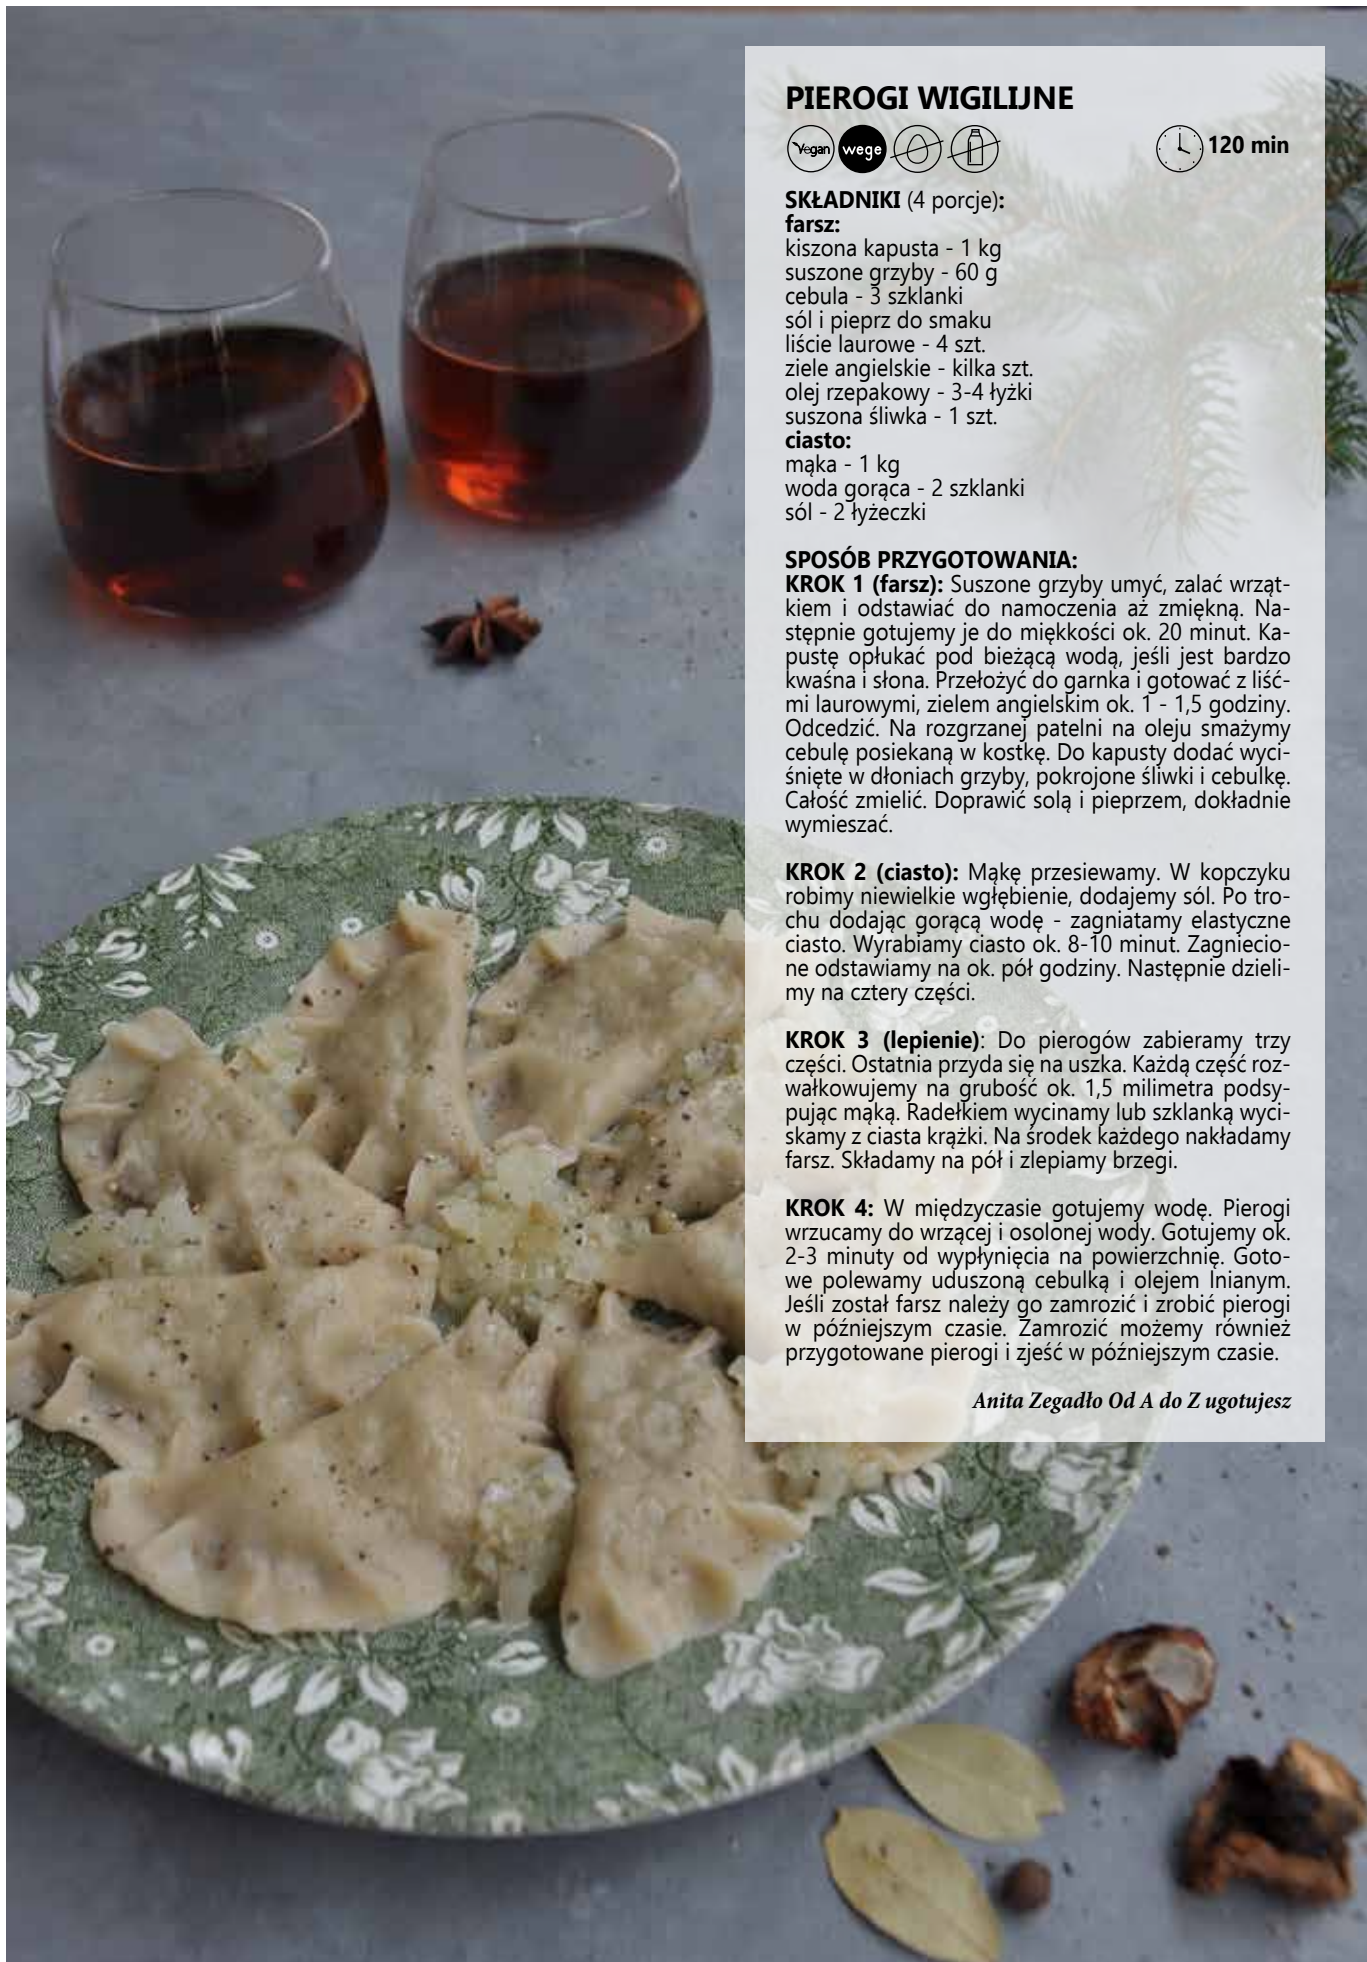 PIEROGI WIGILIJNE
Vegan wege 120 min
SKŁADNIKI (4 porcje):
farsz:
kiszona kapusta - 1 kg
suszone grzyby - 60 g
cebula - 3 szklanki
sól i pieprz do smaku
liście laurowe - 4 szt.
ziele angielskie - kilka szt.
olej rzepakowy - 3-4 łyżki
suszona śliwka - 1 szt.
ciasto:
mąka - 1 kg
woda gorąca - 2 szklanki
sól - 2 łyżeczki
SPOSÓB PRZYGOTOWANIA:
KROK 1 (farsz): Suszone grzyby umyć, zalać wrząt-
kiem i odstawiać do namoczenia aż zmiękną. Na-
stępnie gotujemy je do miękkości ok. 20 minut. Ka-
pustę opłukać pod bieżącą wodą, jeśli jest bardzo
kwaśna i słona. Przełożyć do garnka i gotować z liść-
mi laurowymi, zielem angielskim ok. 1 - 1,5 godziny.
Odcedzić. Na rozgrzanej patelni na oleju smażymy
cebulę posiekaną w kostkę. Do kapusty dodać wyci-
śnięte w dłoniach grzyby, pokrojone śliwki i cebulkę.
Całość zmielić. Doprawić solą i pieprzem, dokładnie
wymieszać.
KROK 2 (ciasto): Mąkę przesiewamy. W kopczyku
robimy niewielkie wgłębienie, dodajemy sól. Po tro-
chu dodając gorącą wodę - zagniatamy elastyczne
ciasto. Wyrabiamy ciasto ok. 8-10 minut. Zagniecio-
ne odstawiamy na ok. pół godziny. Następnie dzieli-
my na cztery części.
KROK 3 (lepienie): Do pierogów zabieramy trzy
części. Ostatnia przyda się na uszka. Każdą część roz-
wałkowujemy na grubość ok. 1,5 milimetra podsy-
pując mąką. Radełkiem wycinamy lub szklanką wyci-
skamy z ciasta krążki. Na środek każdego nakładamy
farsz. Składamy na pół i zlepiamy brzegi.
KROK 4: W międzyczasie gotujemy wodę. Pierogi
wrzucamy do wrzącej i osolonej wody. Gotujemy ok.
2-3 minuty od wypłynięcia na powierzchnię. Goto-
we polewamy uduszoną cebulką i olejem lnianym.
Jeśli został farsz należy go zamrozić i zrobić pierogi
w późniejszym czasie. Zamrozić możemy również
przygotowane pierogi i zjeść w późniejszym czasie.
Anita Zegadło Od A do Z ugotujesz